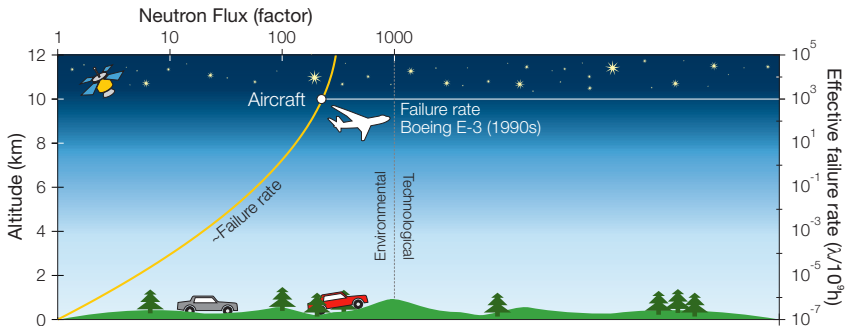 Neutron Flux (factor)
1 10 100 1000
Altitude (km)
12
10
8
6
4
2
0
Aircraft
Failure rate
Boeing E-3 (1990s)
~Failure rate
Environmental
Technological
10^5
10^3
10^1
10^-1
10^-3
10^-5
10^-7
Effective failure rate (λ/10^9h)